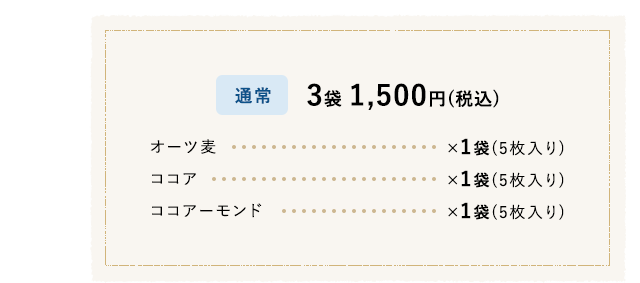 通常 3袋 1,500円(税込)
オーツ麦 ×1袋(5枚入り)
ココア ×1袋(5枚入り)
ココアーモンド ×1袋(5枚入り)